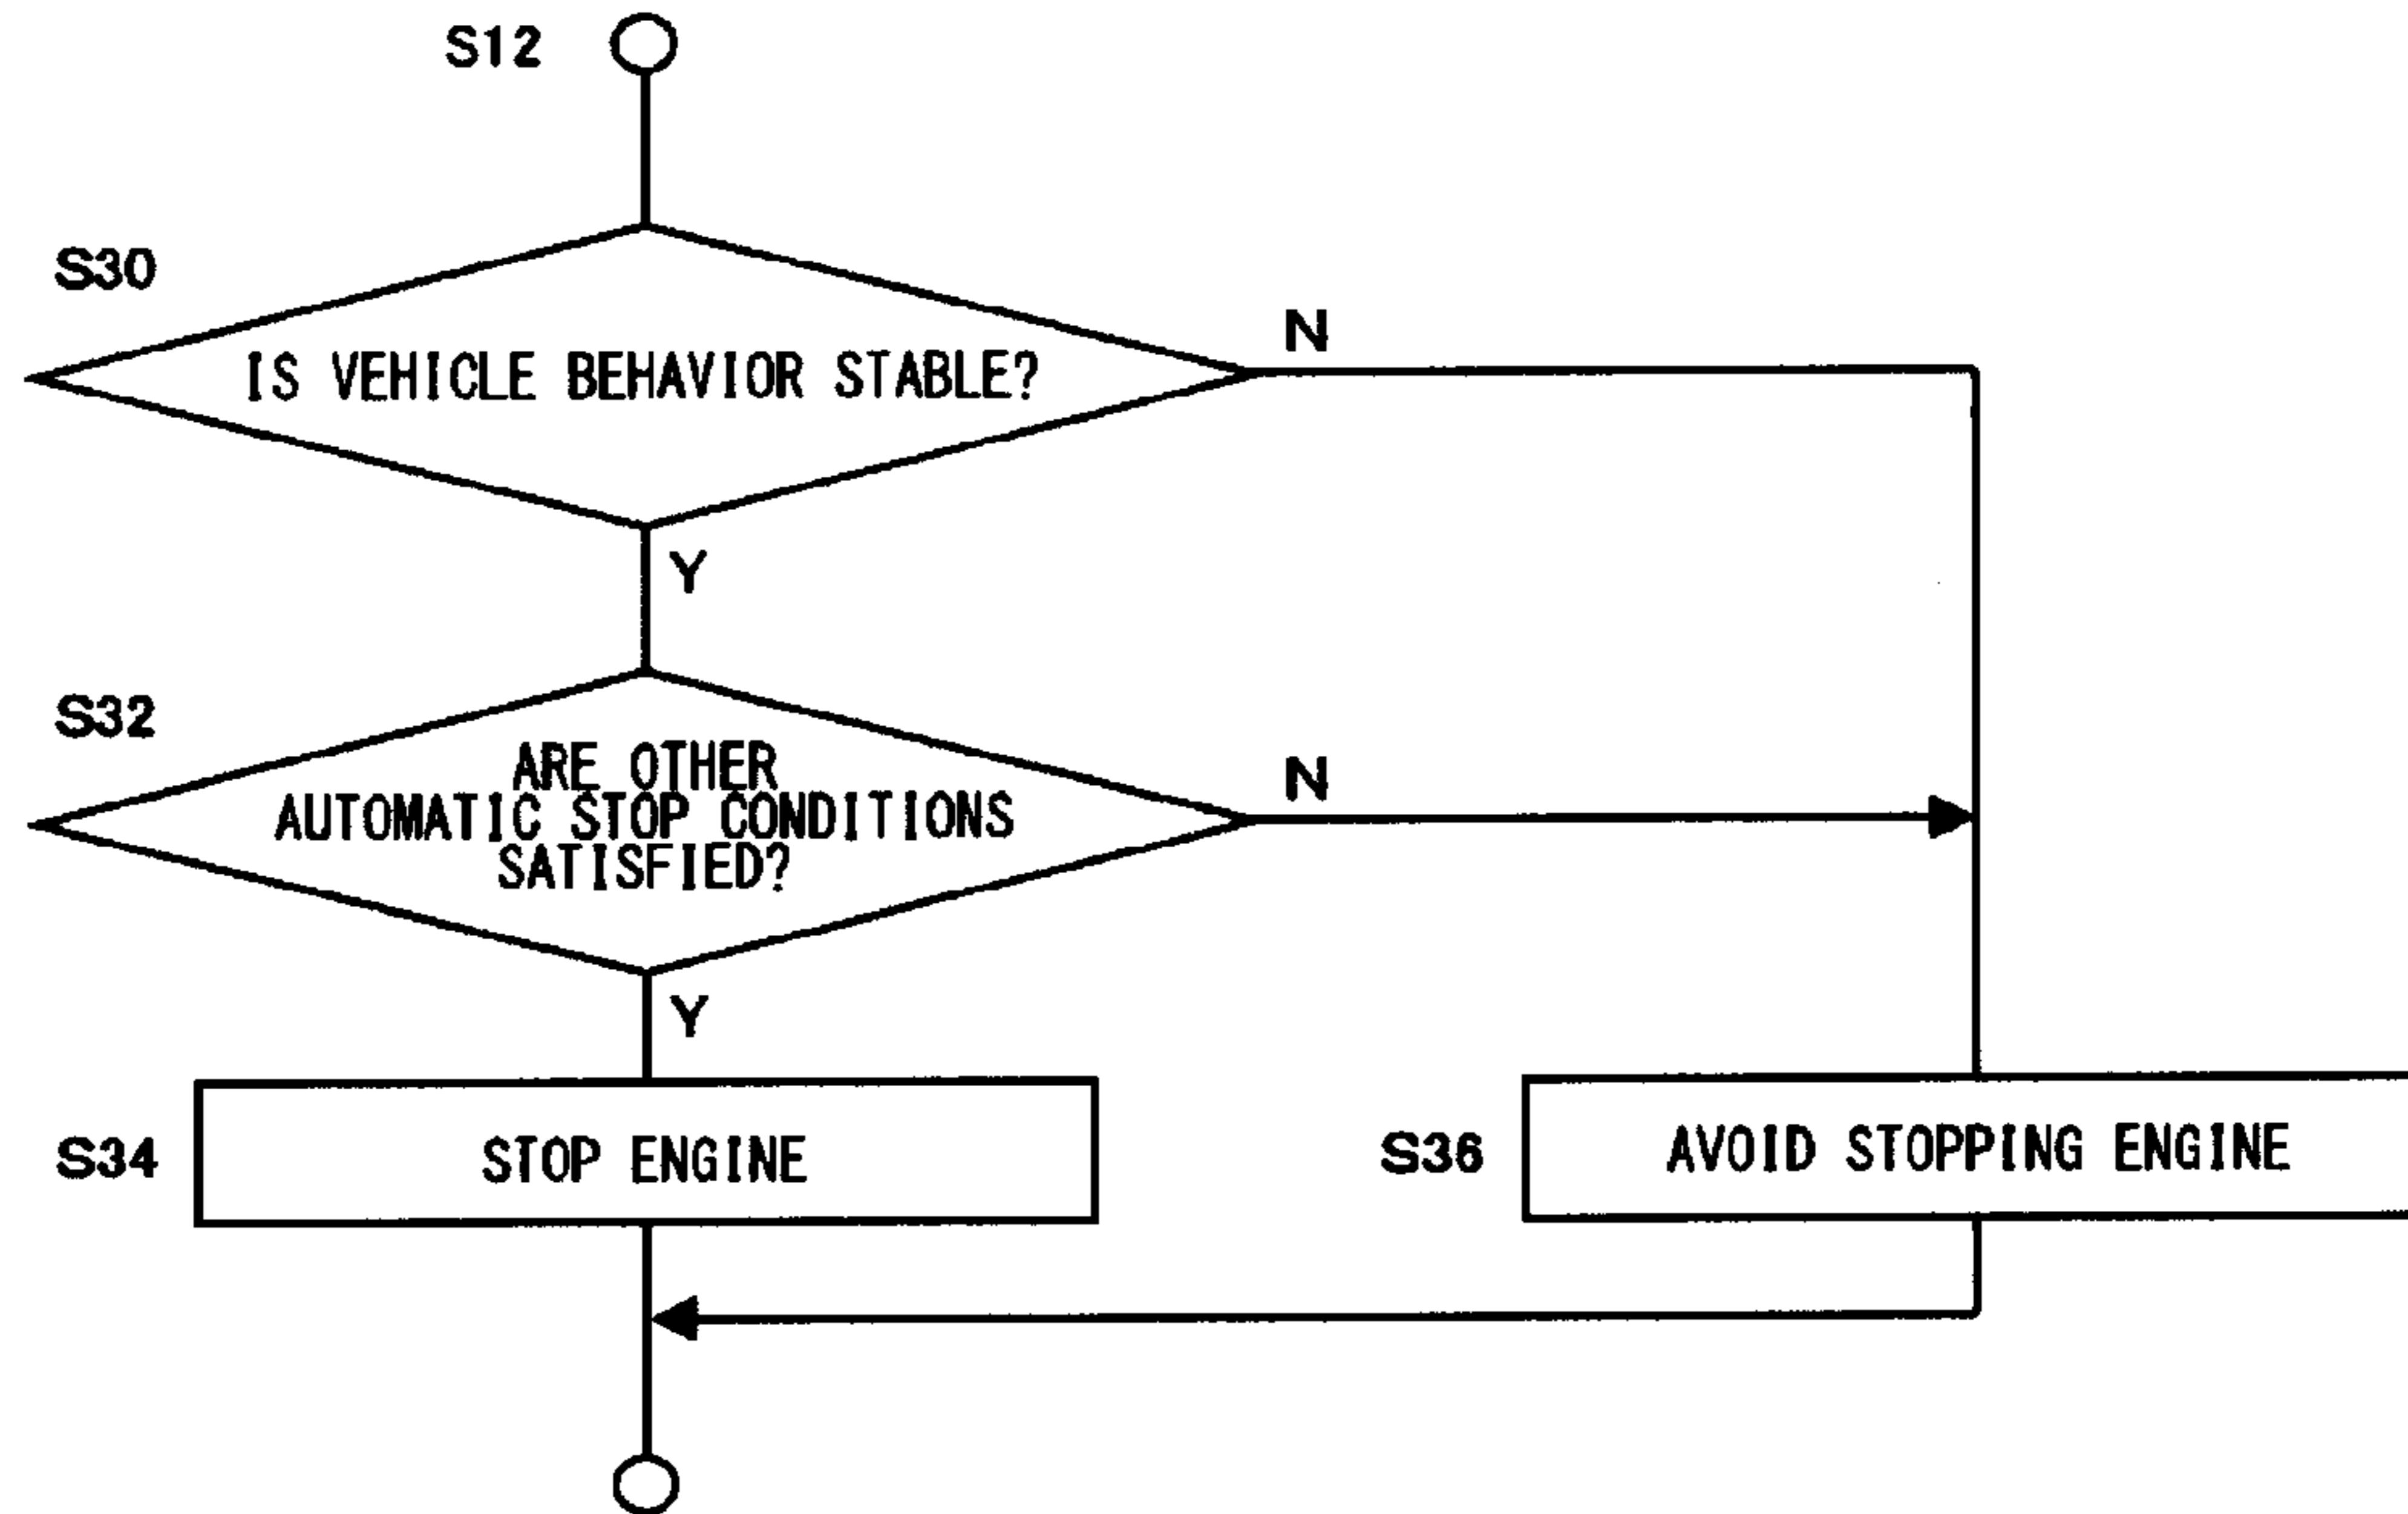 S12
S30
IS VEHICLE BEHAVIOR STABLE?
N
Y
S32
ARE OTHER
AUTOMATIC STOP CONDITIONS
SATISFIED?
N
Y
S34
STOP ENGINE
S36
AVOID STOPPING ENGINE